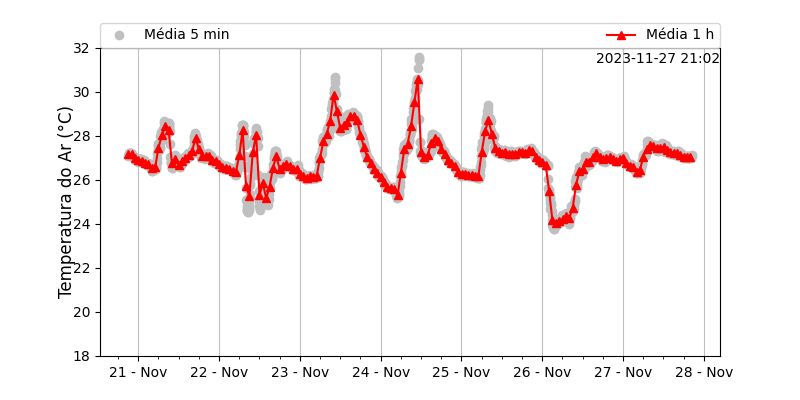 Média 5 min
Média 1 h
2023-11-27 21:02
Temperatura do Ar (°C)
32
30
28
26
24
22
20
18
21 - Nov
22 - Nov
23 - Nov
24 - Nov
25 - Nov
26 - Nov
27 - Nov
28 - Nov